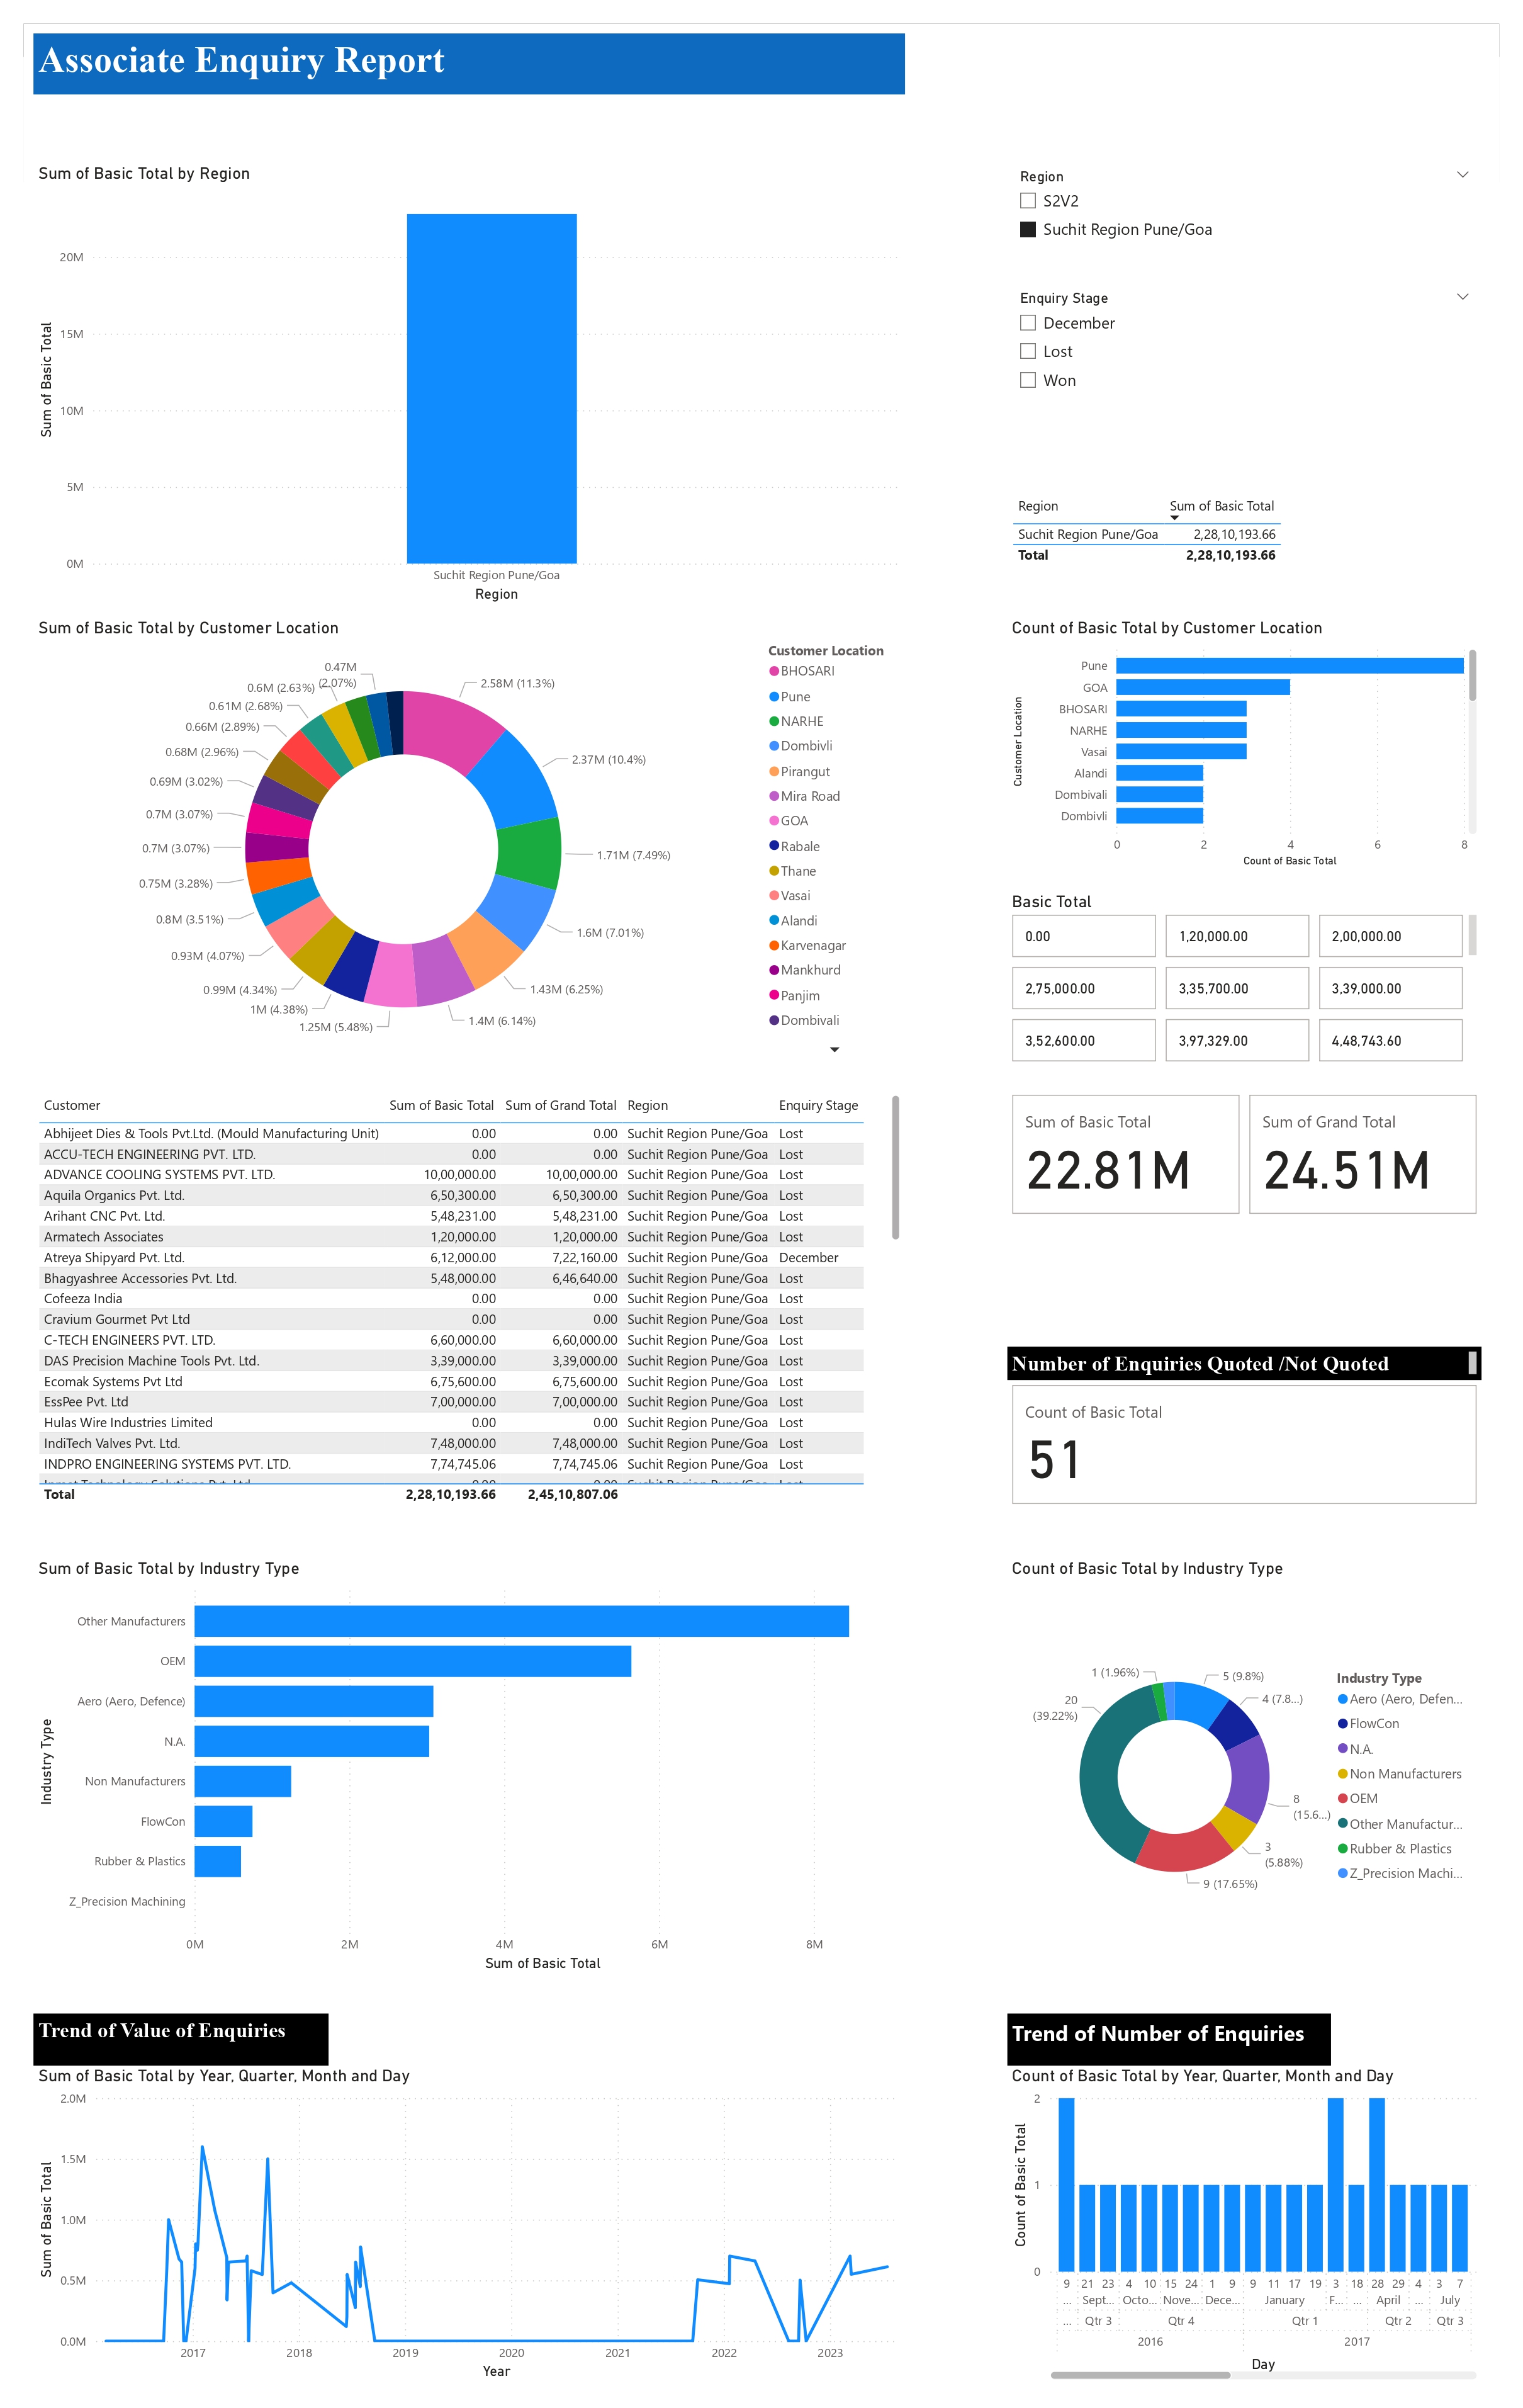 Associate Enquiry Report
Sum of Basic Total by Region
20M
15M
10M
5M
0M
Sum of Basic Total
Suchit Region Pune/Goa
Region
Region
S2V2
Suchit Region Pune/Goa
Enquiry Stage
December
Lost
Won
Region Sum of Basic Total
Suchit Region Pune/Goa 2,28,10,193.66
Total 2,28,10,193.66
Sum of Basic Total by Customer Location
2.58M (11.3%)
2.37M (10.4%)
1.71M (7.49%)
1.6M (7.01%)
1.43M (6.25%)
1.4M (6.14%)
1.25M (5.48%)
1M (4.38%)
0.99M (4.34%)
0.93M (4.07%)
0.8M (3.51%)
0.75M (3.28%)
0.7M (3.07%)
0.7M (3.07%)
0.69M (3.02%)
0.68M (2.96%)
0.66M (2.89%)
0.61M (2.68%)
0.6M (2.63%)
0.47M
(2.07%)
Customer Location
BHOSARI
Pune
NARHE
Dombivli
Pirangut
Mira Road
GOA
Rabale
Thane
Vasai
Alandi
Karvenagar
Mankhurd
Panjim
Dombivali
Count of Basic Total by Customer Location
Customer Location
Pune
GOA
BHOSARI
NARHE
Vasai
Alandi
Dombivali
Dombivli
0 2 4 6 8
Count of Basic Total
Basic Total
0.00 1,20,000.00 2,00,000.00
2,75,000.00 3,35,700.00 3,39,000.00
3,52,600.00 3,97,329.00 4,48,743.60
Customer Sum of Basic Total Sum of Grand Total Region Enquiry Stage
Abhijeet Dies & Tools Pvt.Ltd. (Mould Manufacturing Unit) 0.00 0.00 Suchit Region Pune/Goa Lost
ACCU-TECH ENGINEERING PVT. LTD. 0.00 0.00 Suchit Region Pune/Goa Lost
ADVANCE COOLING SYSTEMS PVT. LTD. 10,00,000.00 10,00,000.00 Suchit Region Pune/Goa Lost
Aquila Organics Pvt. Ltd. 6,50,300.00 6,50,300.00 Suchit Region Pune/Goa Lost
Arihant CNC Pvt. Ltd. 5,48,231.00 5,48,231.00 Suchit Region Pune/Goa Lost
Armatech Associates 1,20,000.00 1,20,000.00 Suchit Region Pune/Goa Lost
Atreya Shipyard Pvt. Ltd. 6,12,000.00 7,22,160.00 Suchit Region Pune/Goa December
Bhagyashree Accessories Pvt. Ltd. 5,48,000.00 6,46,640.00 Suchit Region Pune/Goa Lost
Cofeeza India 0.00 0.00 Suchit Region Pune/Goa Lost
Cravium Gourmet Pvt Ltd 0.00 0.00 Suchit Region Pune/Goa Lost
C-TECH ENGINEERS PVT. LTD. 6,60,000.00 6,60,000.00 Suchit Region Pune/Goa Lost
DAS Precision Machine Tools Pvt. Ltd. 3,39,000.00 3,39,000.00 Suchit Region Pune/Goa Lost
Ecomak Systems Pvt Ltd 6,75,600.00 6,75,600.00 Suchit Region Pune/Goa Lost
EssPee Pvt. Ltd 7,00,000.00 7,00,000.00 Suchit Region Pune/Goa Lost
Hulas Wire Industries Limited 0.00 0.00 Suchit Region Pune/Goa Lost
IndiTech Valves Pvt. Ltd. 7,48,000.00 7,48,000.00 Suchit Region Pune/Goa Lost
INDPRO ENGINEERING SYSTEMS PVT. LTD. 7,74,745.06 7,74,745.06 Suchit Region Pune/Goa Lost
Total 2,28,10,193.66 2,45,10,807.06
Sum of Basic Total
22.81M
Sum of Grand Total
24.51M
Number of Enquiries Quoted /Not Quoted
Count of Basic Total
51
Sum of Basic Total by Industry Type
Industry Type
Other Manufacturers
OEM
Aero (Aero, Defence)
N.A.
Non Manufacturers
FlowCon
Rubber & Plastics
Z_Precision Machining
0M 2M 4M 6M 8M
Sum of Basic Total
Count of Basic Total by Industry Type
1 (1.96%)
5 (9.8%)
4 (7.8...)
8
(15.6...)
3
(5.88%)
9 (17.65%)
20
(39.22%)
Industry Type
Aero (Aero, Defen...
FlowCon
N.A.
Non Manufacturers
OEM
Other Manufactur...
Rubber & Plastics
Z_Precision Machi...
Trend of Value of Enquiries
Sum of Basic Total by Year, Quarter, Month and Day
Sum of Basic Total
2.0M
1.5M
1.0M
0.5M
0.0M
2017 2018 2019 2020 2021 2022 2023
Year
Trend of Number of Enquiries
Count of Basic Total by Year, Quarter, Month and Day
Count of Basic Total
2
1
0
9 21 23 4 10 15 24 1 9 9 11 17 19 3 18 28 29 4 3 7
... Sept... Octo... Nove... Dece... January F... ... April ... July
... Qtr 3 Qtr 4 Qtr 1 Qtr 2 Qtr 3
2016 2017
Day